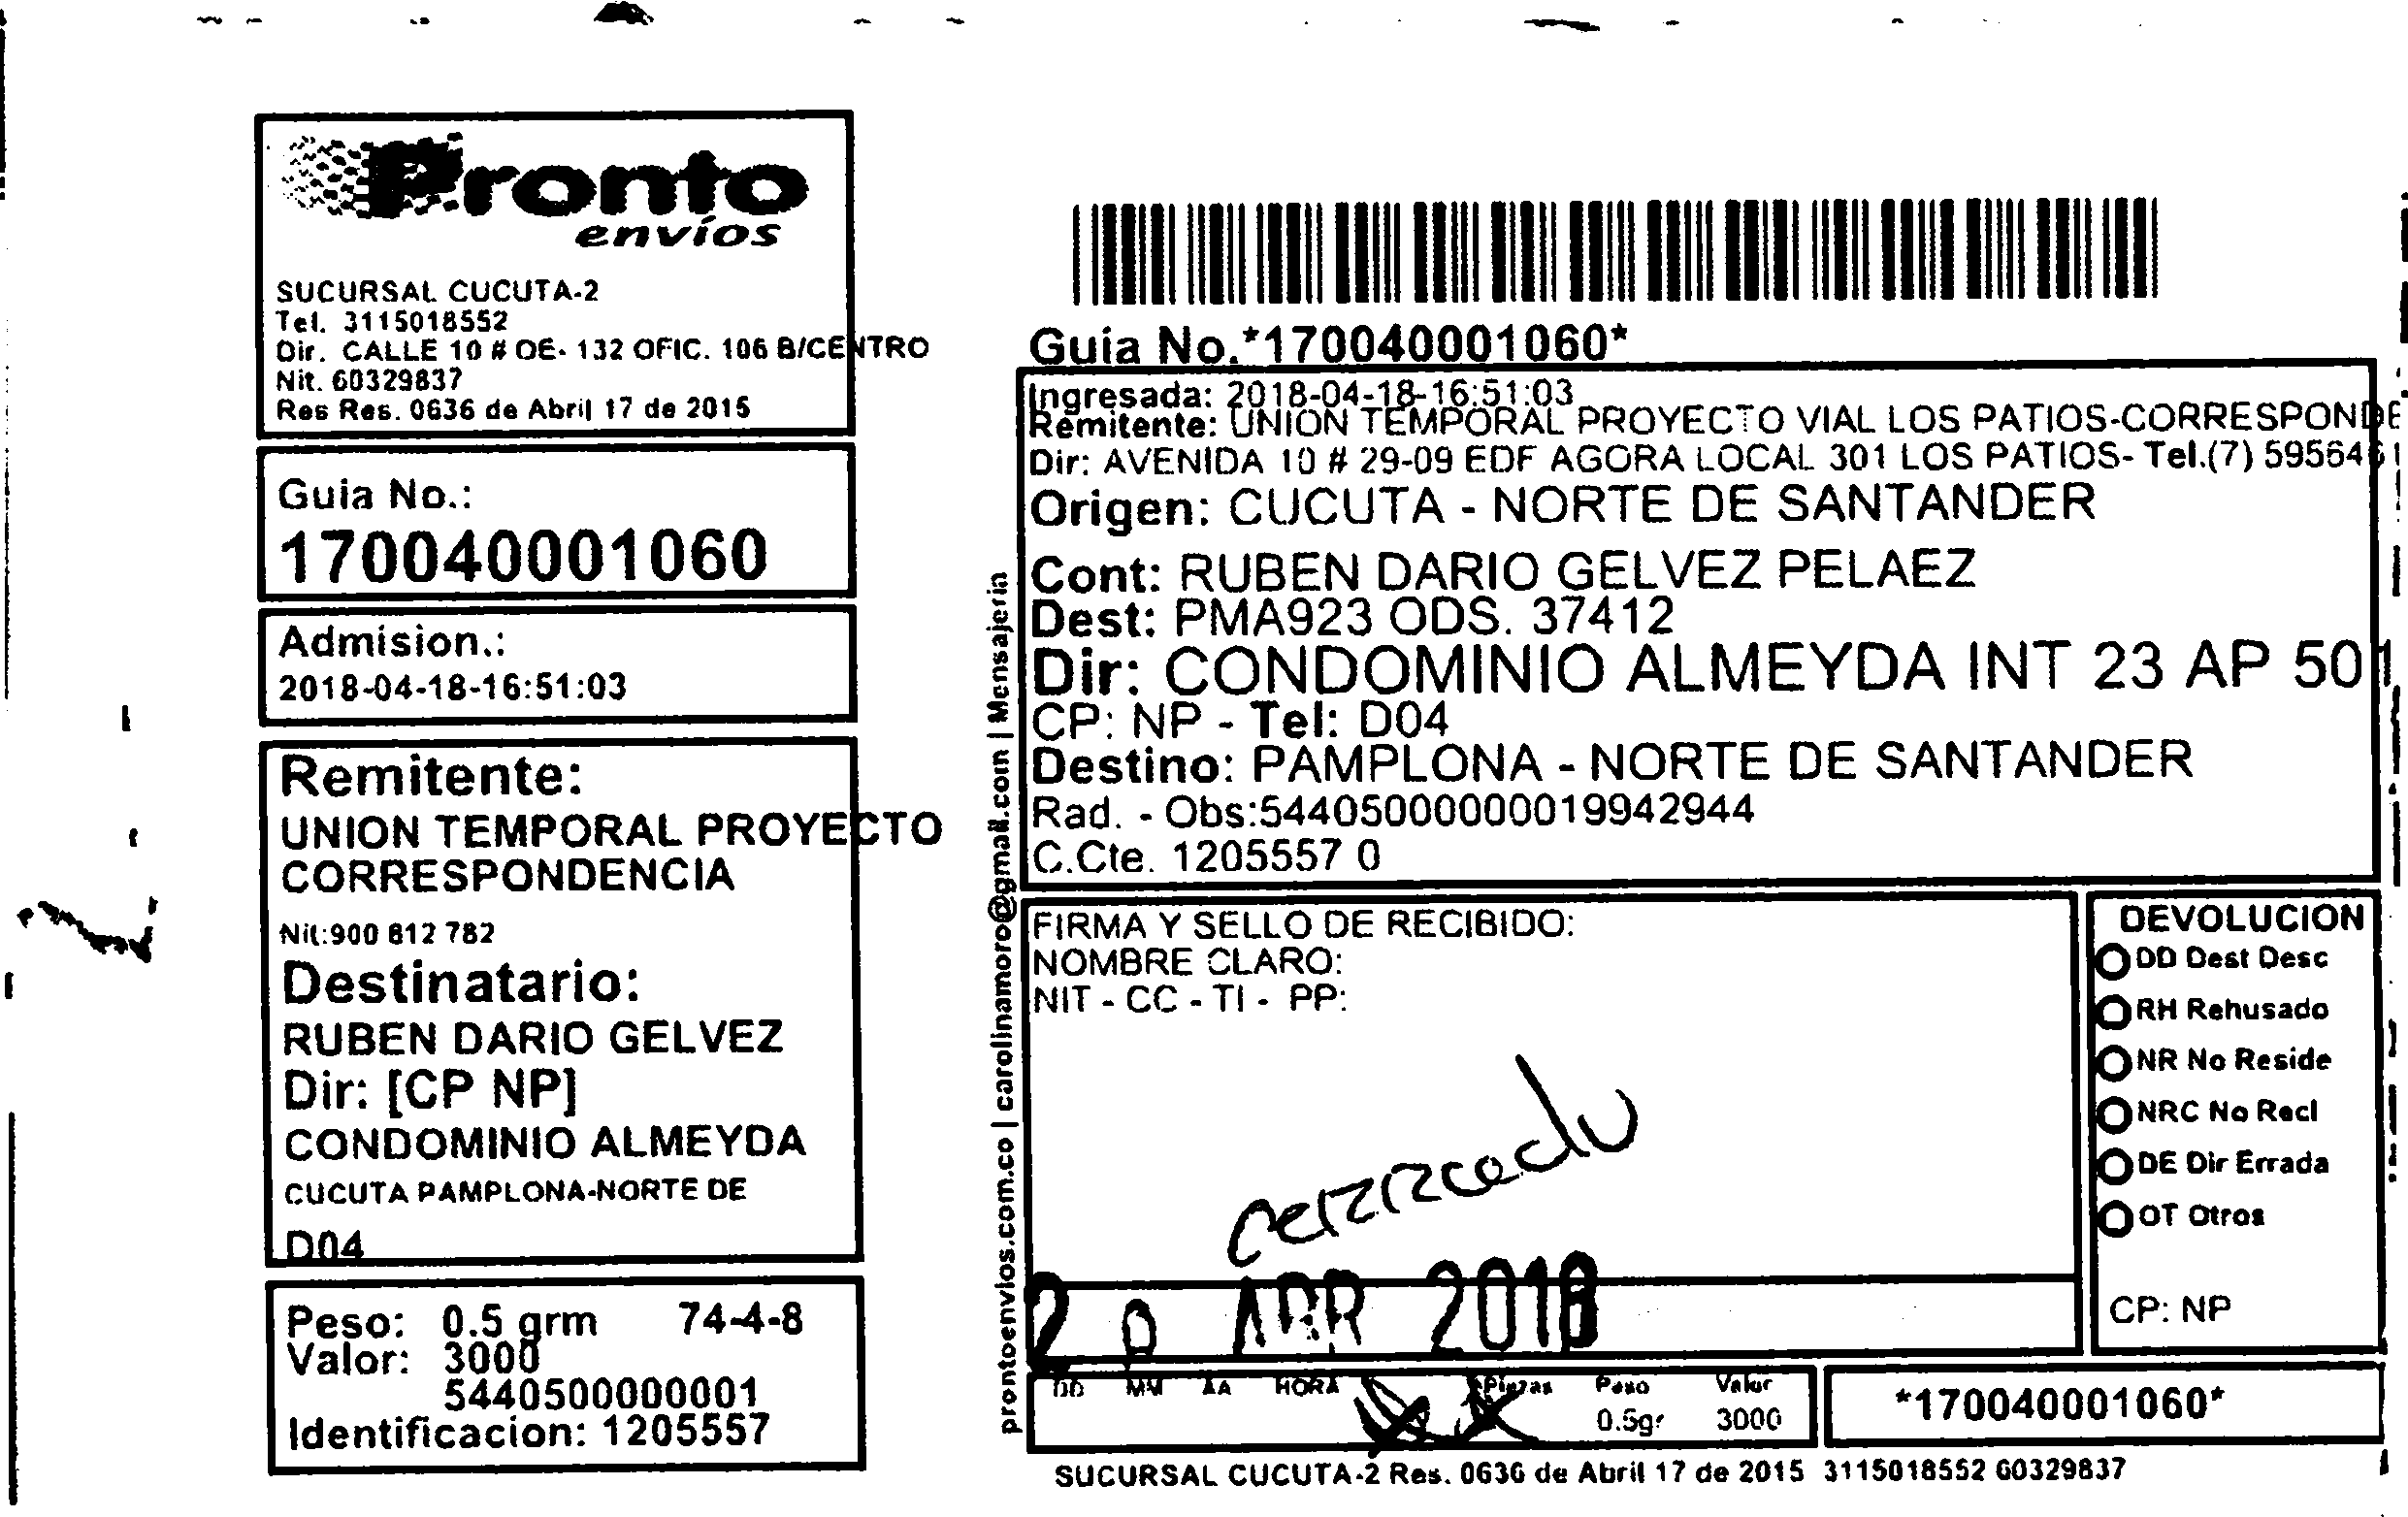 Pronto
envíos
SUCURSAL CUCUTA-2
Tel. 3115018552
Dir. CALLE 10 # OE- 132 OFIC. 106 B/CENTRO
Nit. 60329837
Res Res. 0636 de Abril 17 de 2015
Guia No.:
170040001060
Admision.:
2018-04-18-16:51:03
Remitente:
UNION TEMPORAL PROYECTO
CORRESPONDENCIA
Nit:900 812 782
Destinatario:
RUBEN DARIO GELVEZ
Dir: [CP NP]
CONDOMINIO ALMEYDA
CUCUTA PAMPLONA-NORTE DE
D04
Peso: 0.5 grm 74-4-8
Valor: 3000
5440500000001
Identificacion: 1205557
prontoenvios.com.co | carolinamoro@gmail.com | Mensajeria
Guia No.*170040001060*
Ingresada: 2018-04-18-16:51:03
Remitente: UNION TEMPORAL PROYECTO VIAL LOS PATIOS-CORRESPONDE
Dir: AVENIDA 10 # 29-09 EDF AGORA LOCAL 301 LOS PATIOS- Tel.(7) 5956461
Origen: CUCUTA - NORTE DE SANTANDER
Cont: RUBEN DARIO GELVEZ PELAEZ
Dest: PMA923 ODS. 37412
Dir: CONDOMINIO ALMEYDA INT 23 AP 501
CP: NP - Tel: D04
Destino: PAMPLONA - NORTE DE SANTANDER
Rad. - Obs:54405000000019942944
C.Cte. 1205557 0
FIRMA Y SELLO DE RECIBIDO:
NOMBRE CLARO:
NIT - CC - TI - PP:
cerrado
20 ABR 2018
DD MM AA HORA Piezas Peso Valor
0.5gr 3000
DEVOLUCION
DD Dest Desc
RH Rehusado
NR No Reside
NRC No Recl
DE Dir Errada
OT Otros
CP: NP
*170040001060*
SUCURSAL CUCUTA-2 Res. 0636 de Abril 17 de 2015 3115018552 60329837